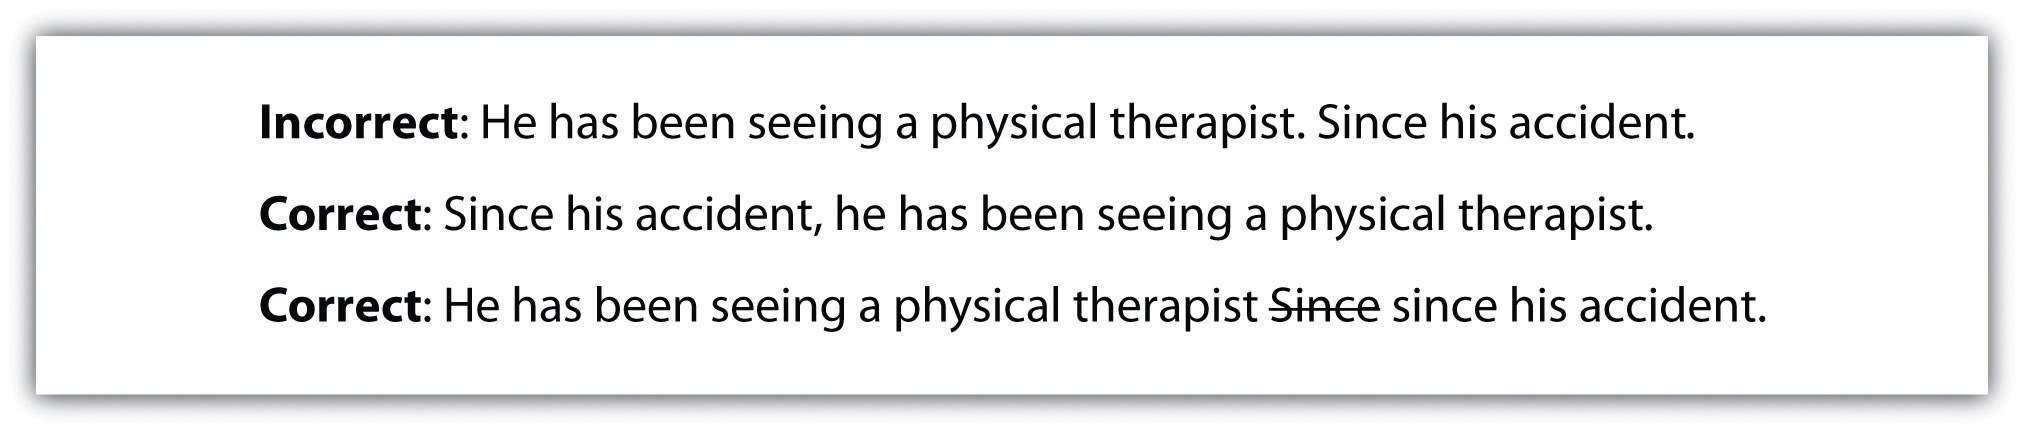 Incorrect: He has been seeing a physical therapist. Since his accident.
Correct: Since his accident, he has been seeing a physical therapist.
Correct: He has been seeing a physical therapist Since since his accident.